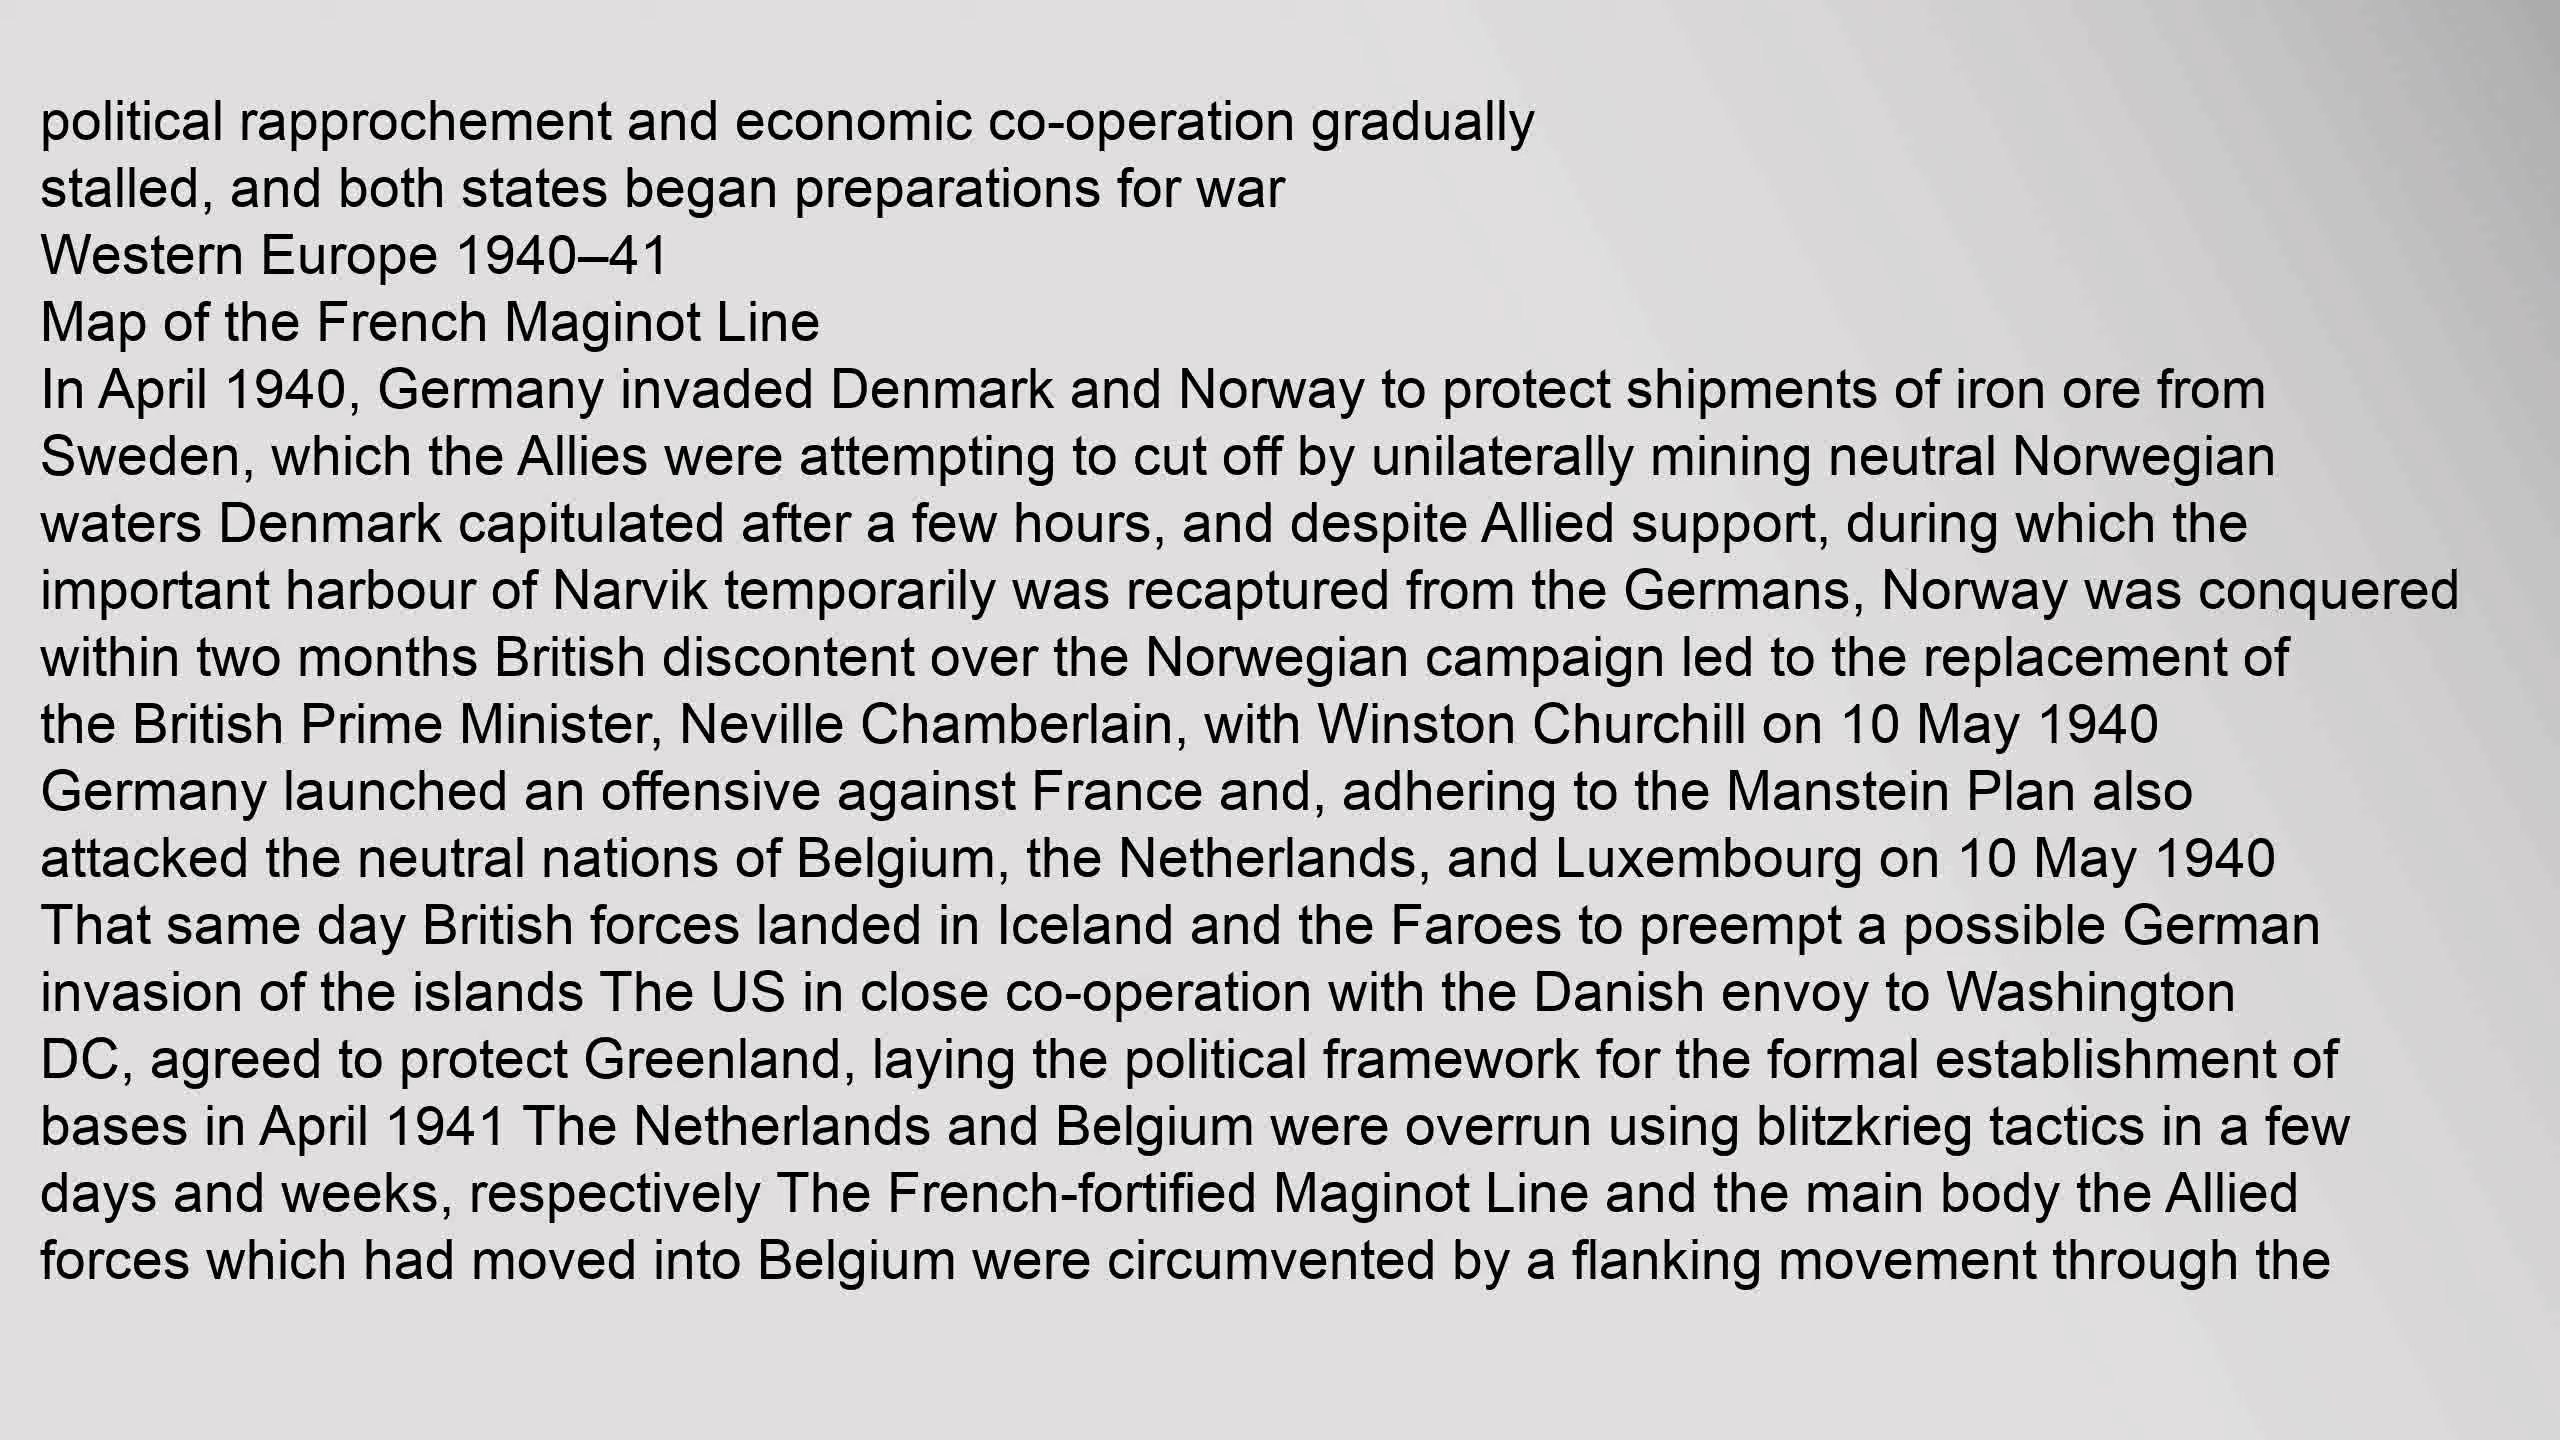 political rapprochement and economic co-operation gradually
stalled, and both states began preparations for war
Western Europe 1940–41
Map of the French Maginot Line
In April 1940, Germany invaded Denmark and Norway to protect shipments of iron ore from
Sweden, which the Allies were attempting to cut off by unilaterally mining neutral Norwegian
waters Denmark capitulated after a few hours, and despite Allied support, during which the
important harbour of Narvik temporarily was recaptured from the Germans, Norway was conquered
within two months British discontent over the Norwegian campaign led to the replacement of
the British Prime Minister, Neville Chamberlain, with Winston Churchill on 10 May 1940
Germany launched an offensive against France and, adhering to the Manstein Plan also
attacked the neutral nations of Belgium, the Netherlands, and Luxembourg on 10 May 1940
That same day British forces landed in Iceland and the Faroes to preempt a possible German
invasion of the islands The US in close co-operation with the Danish envoy to Washington
DC, agreed to protect Greenland, laying the political framework for the formal establishment of
bases in April 1941 The Netherlands and Belgium were overrun using blitzkrieg tactics in a few
days and weeks, respectively The French-fortified Maginot Line and the main body the Allied
forces which had moved into Belgium were circumvented by a flanking movement through the